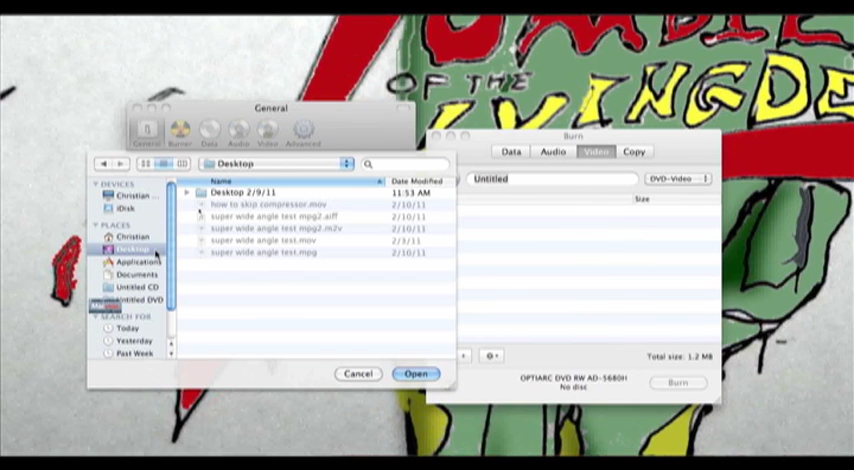 ZOMBIE
OF THE
LIVINGDE
General
General Burner Data Audio Video Advanced
Desktop
Name
Date Modified
DEVICES
Christian ...
iDisk
PLACES
Christian
Desktop
Applications
Documents
Untitled CD
Untitled DVD
SEARCH FOR
Today
Yesterday
Past Week
Desktop 2/9/11 11:53 AM
how to skip compressor.mov 2/10/11
super wide angle test mpg2.aiff 2/10/11
super wide angle test mpg2.m2v 2/10/11
super wide angle test.mov 2/3/11
super wide angle test.mpg 2/10/11
Cancel
Open
Burn
Data Audio Video Copy
Untitled
DVD-Video
Size
Total size: 1.2 MB
OPTIARC DVD RW AD-5680H
No disc
Burn